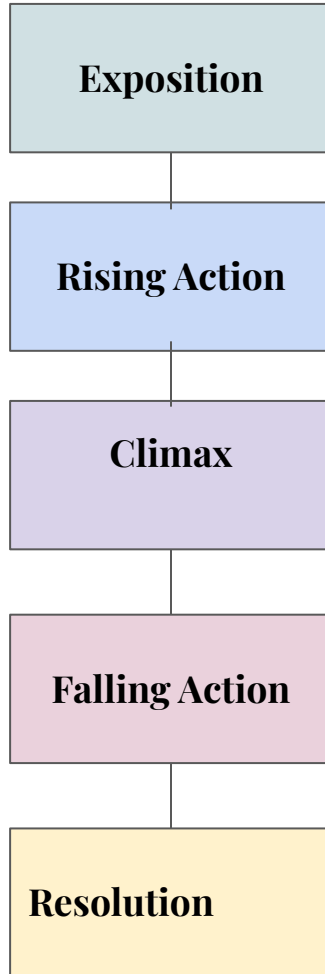 Exposition
Rising Action
Climax
Falling Action
Resolution